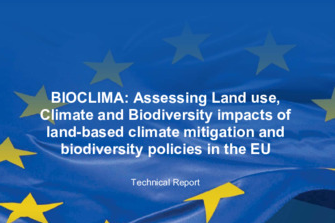 BIOCLIMA: Assessing Land use,
Climate and Biodiversity impacts of
land-based climate mitigation and
biodiversity policies in the EU
Technical Report